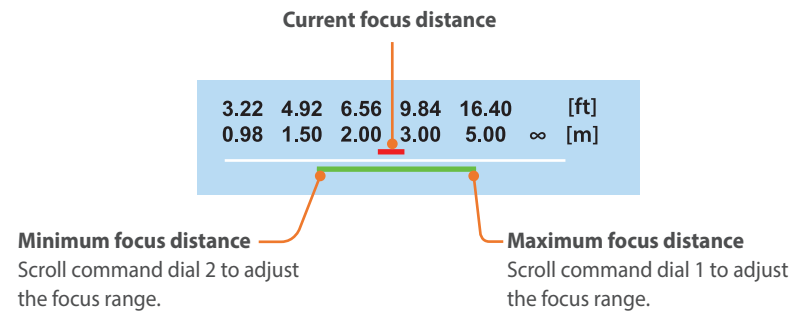 Current focus distance
3.22 4.92 6.56 9.84 16.40 [ft]
0.98 1.50 2.00 3.00 5.00 ∞ [m]
Minimum focus distance
Scroll command dial 2 to adjust
the focus range.
Maximum focus distance
Scroll command dial 1 to adjust
the focus range.